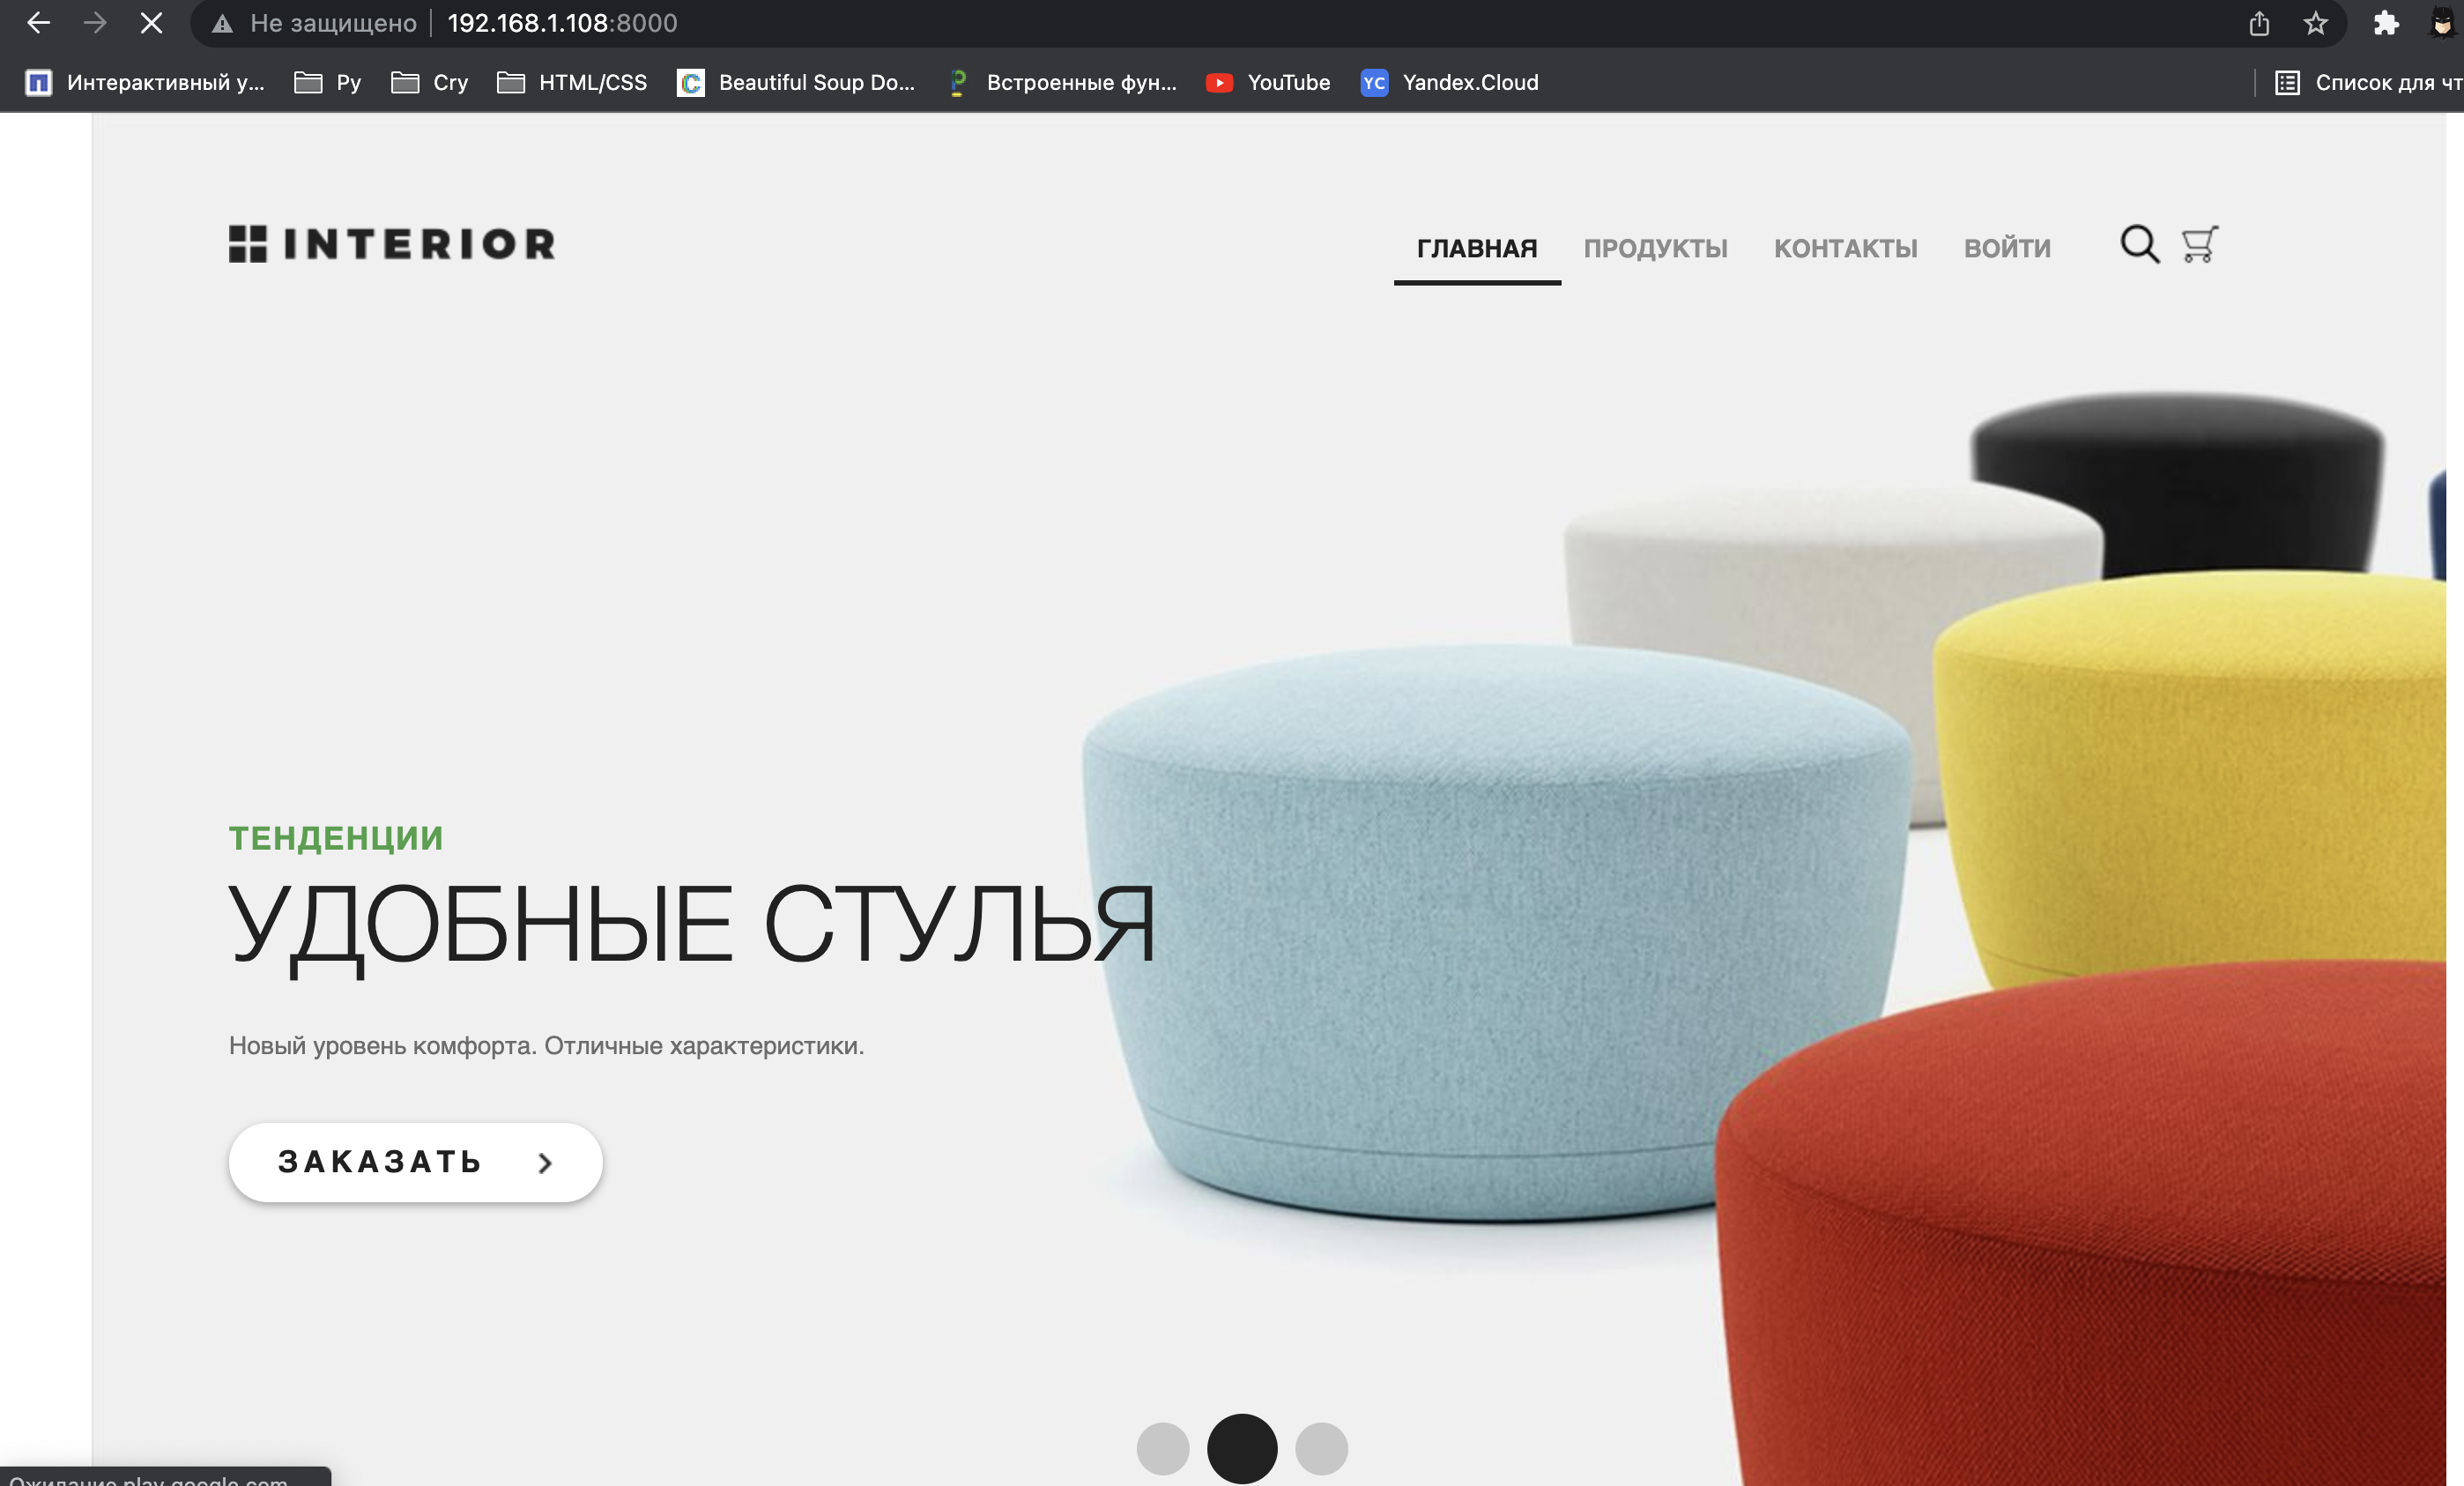 Не защищено 192.168.1.108:8000
Интерактивный у... Py Cry HTML/CSS Beautiful Soup Do... Встроенные фун... YouTube YC Yandex.Cloud Список для чт
INTERIOR
ГЛАВНАЯ ПРОДУКТЫ КОНТАКТЫ ВОЙТИ
ТЕНДЕНЦИИ
УДОБНЫЕ СТУЛЬЯ
Новый уровень комфорта. Отличные характеристики.
ЗАКАЗАТЬ
Ожидание play.google.com